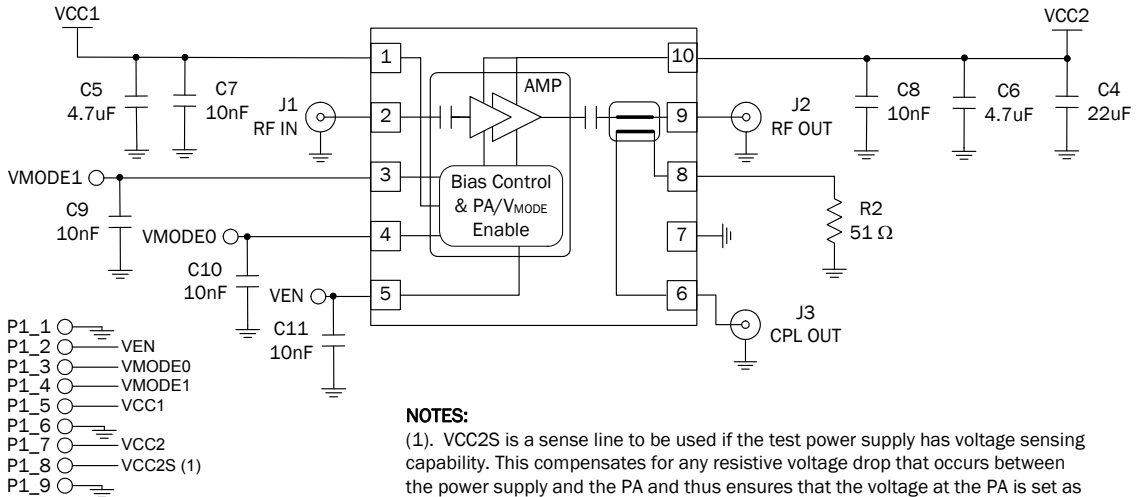 VCC1
VCC2
C5
4.7uF
C7
10nF
J1
RF IN
1
2
3
4
5
AMP
Bias Control
& PA/VMODE
Enable
10
9
8
7
6
J2
RF OUT
C8
10nF
C6
4.7uF
C4
22uF
R2
51 Ω
J3
CPL OUT
VMODE1
C9
10nF
VMODE0
C10
10nF
VEN
C11
10nF
P1_1
P1_2 VEN
P1_3 VMODE0
P1_4 VMODE1
P1_5 VCC1
P1_6
P1_7 VCC2
P1_8 VCC2S (1)
P1_9
NOTES:
(1). VCC2S is a sense line to be used if the test power supply has voltage sensing
capability. This compensates for any resistive voltage drop that occurs between
the power supply and the PA and thus ensures that the voltage at the PA is set as